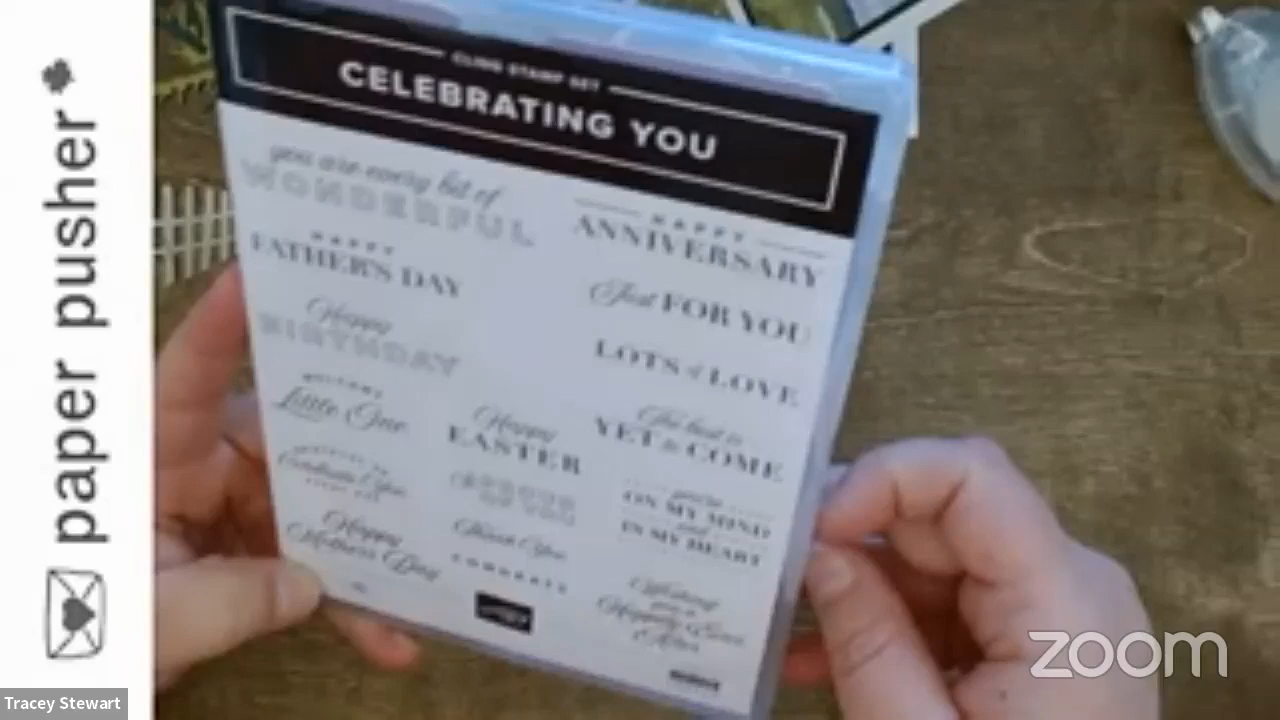 paper pusher
CLING STAMP SET
CELEBRATING YOU
you are every bit of
WONDERFUL
HAPPY
FATHER'S DAY
Happy
BIRTHDAY
WELCOME
Little One
Happy
Mother's Day
Happy
EASTER
Thank You
CONGRATS
HAPPY
ANNIVERSARY
Just FOR YOU
LOTS of LOVE
The best is
YET to COME
you're
ON MY MIND
and
IN MY HEART
Wishing
you a
Happily Ever
After
zoom
Tracey Stewart